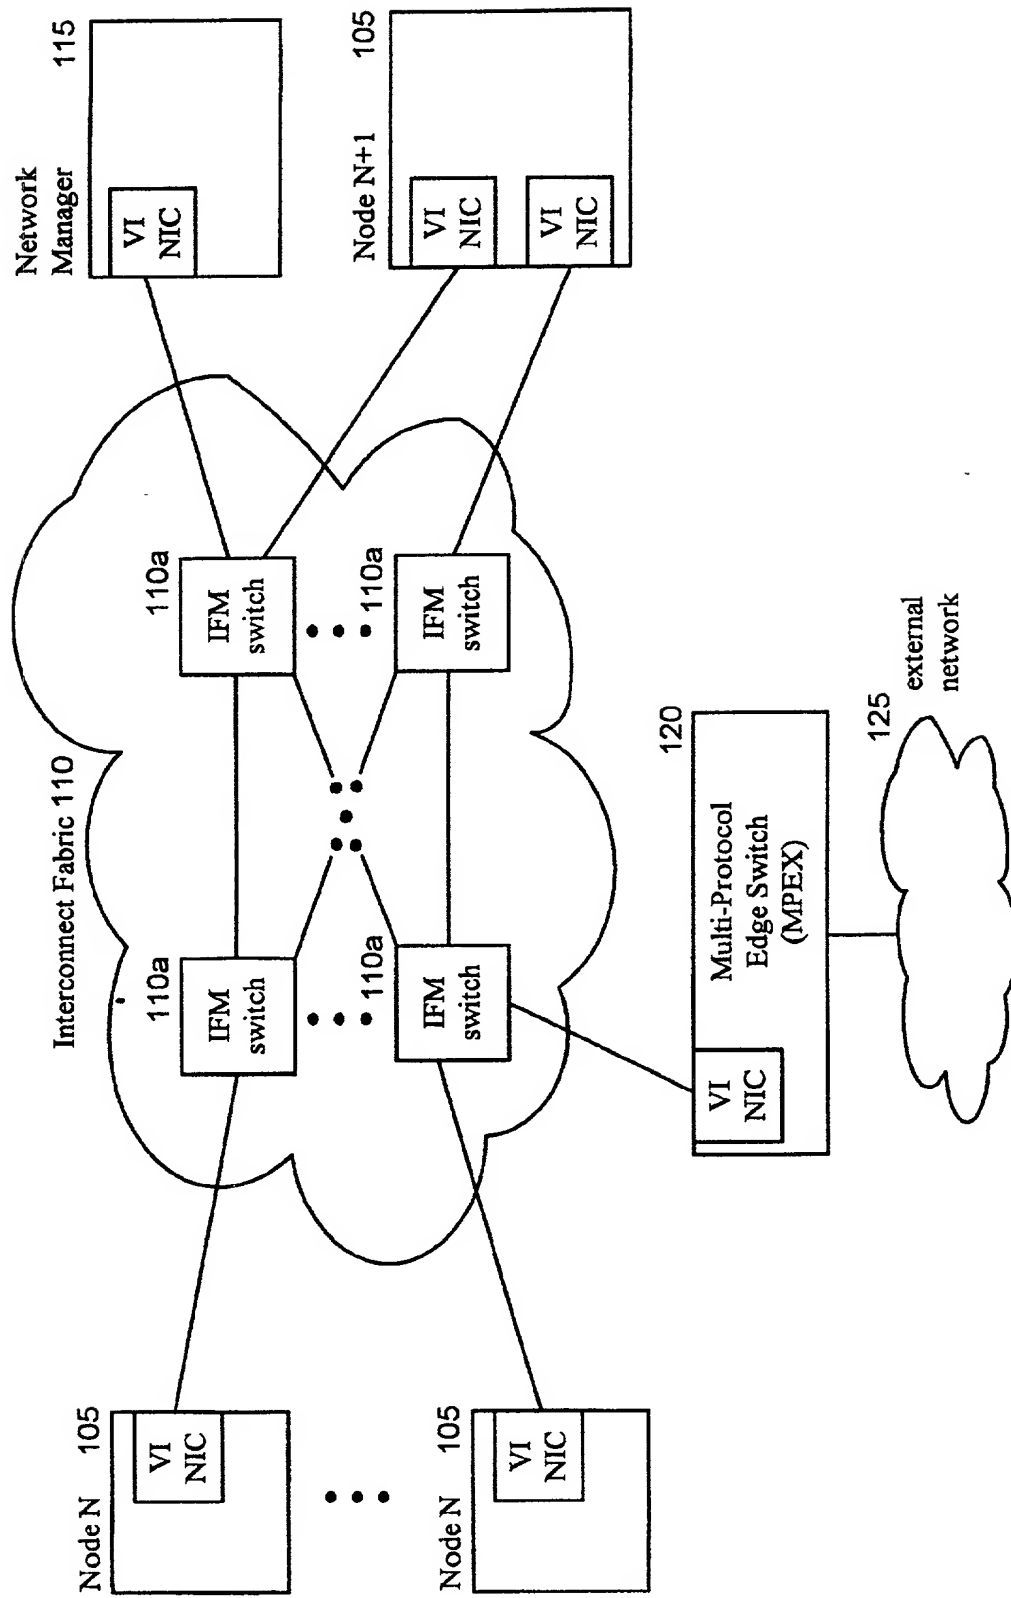 Network
Manager 115
VI
NIC
Node N+1 105
VI
NIC
VI
NIC
Interconnect Fabric 110
110a
IFM
switch
110a
IFM
switch
110a
IFM
switch
110a
IFM
switch
Node N 105
VI
NIC
Node N 105
VI
NIC
120
Multi-Protocol
Edge Switch
(MPEX)
VI
NIC
125
external
network